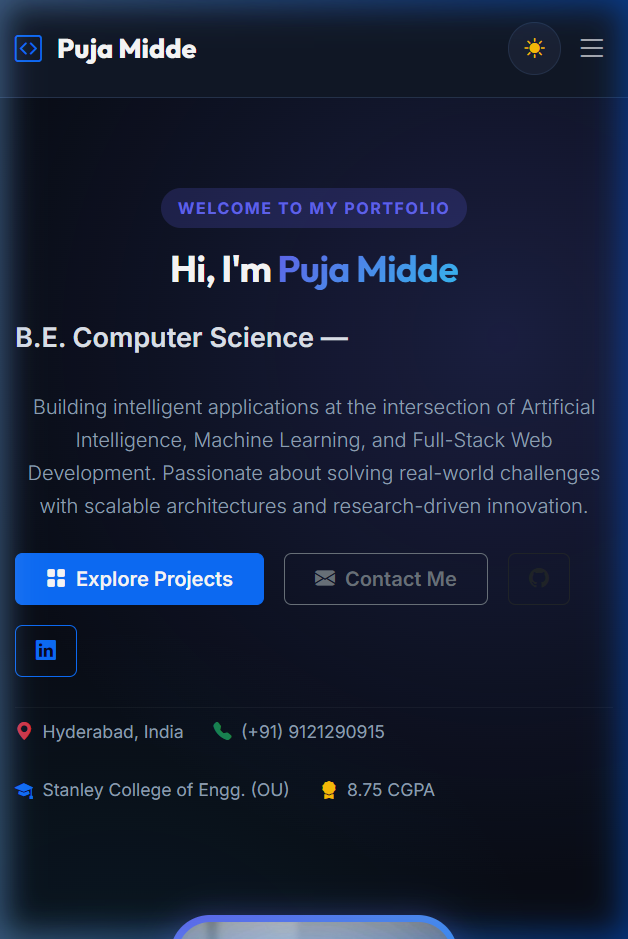 Puja Midde
WELCOME TO MY PORTFOLIO
Hi, I'm Puja Midde
B.E. Computer Science —
Building intelligent applications at the intersection of Artificial
Intelligence, Machine Learning, and Full-Stack Web
Development. Passionate about solving real-world challenges
with scalable architectures and research-driven innovation.
Explore Projects
Contact Me
in
Hyderabad, India
(+91) 9121290915
Stanley College of Engg. (OU)
8.75 CGPA